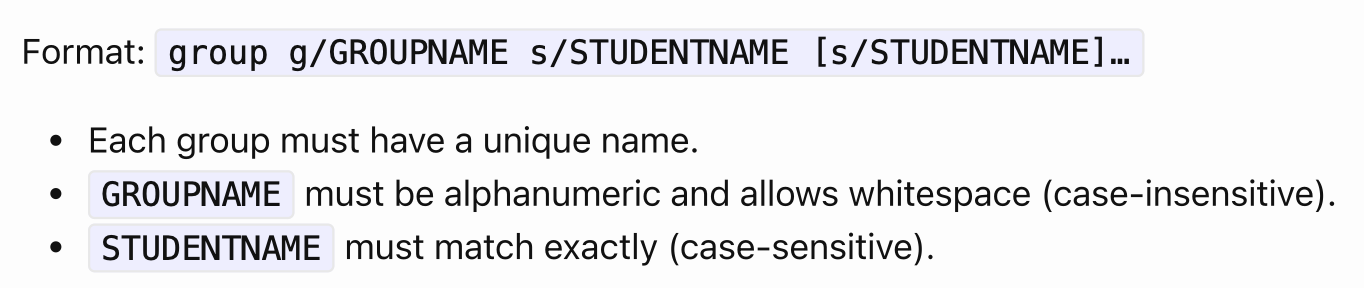 Format: group g/GROUPNAME s/STUDENTNAME [s/STUDENTNAME]…
• Each group must have a unique name.
• GROUPNAME must be alphanumeric and allows whitespace (case-insensitive).
• STUDENTNAME must match exactly (case-sensitive).